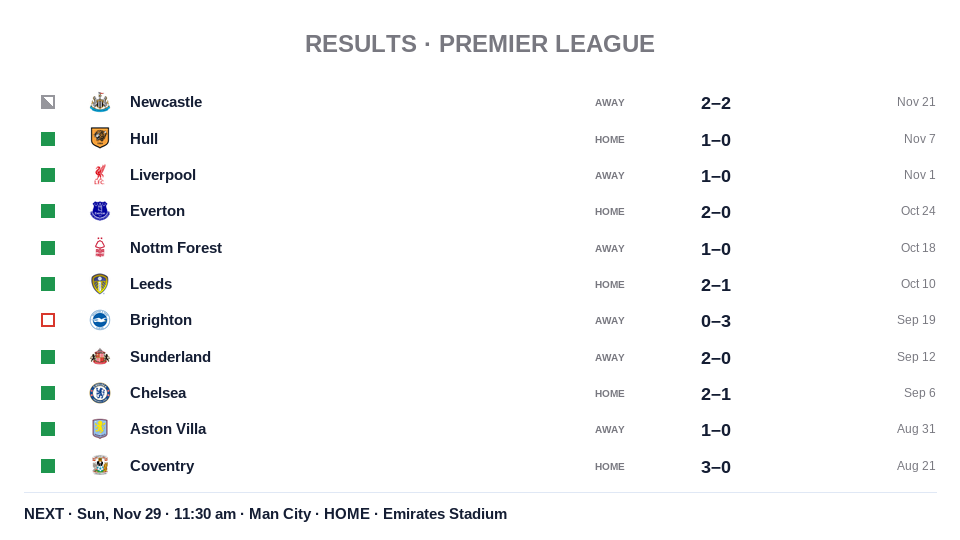 RESULTS · PREMIER LEAGUE
Newcastle AWAY 2–2 Nov 21
Hull HOME 1–0 Nov 7
Liverpool AWAY 1–0 Nov 1
Everton HOME 2–0 Oct 24
Nottm Forest AWAY 1–0 Oct 18
Leeds HOME 2–1 Oct 10
Brighton AWAY 0–3 Sep 19
Sunderland AWAY 2–0 Sep 12
Chelsea HOME 2–1 Sep 6
Aston Villa AWAY 1–0 Aug 31
Coventry HOME 3–0 Aug 21
NEXT · Sun, Nov 29 · 11:30 am · Man City · HOME · Emirates Stadium